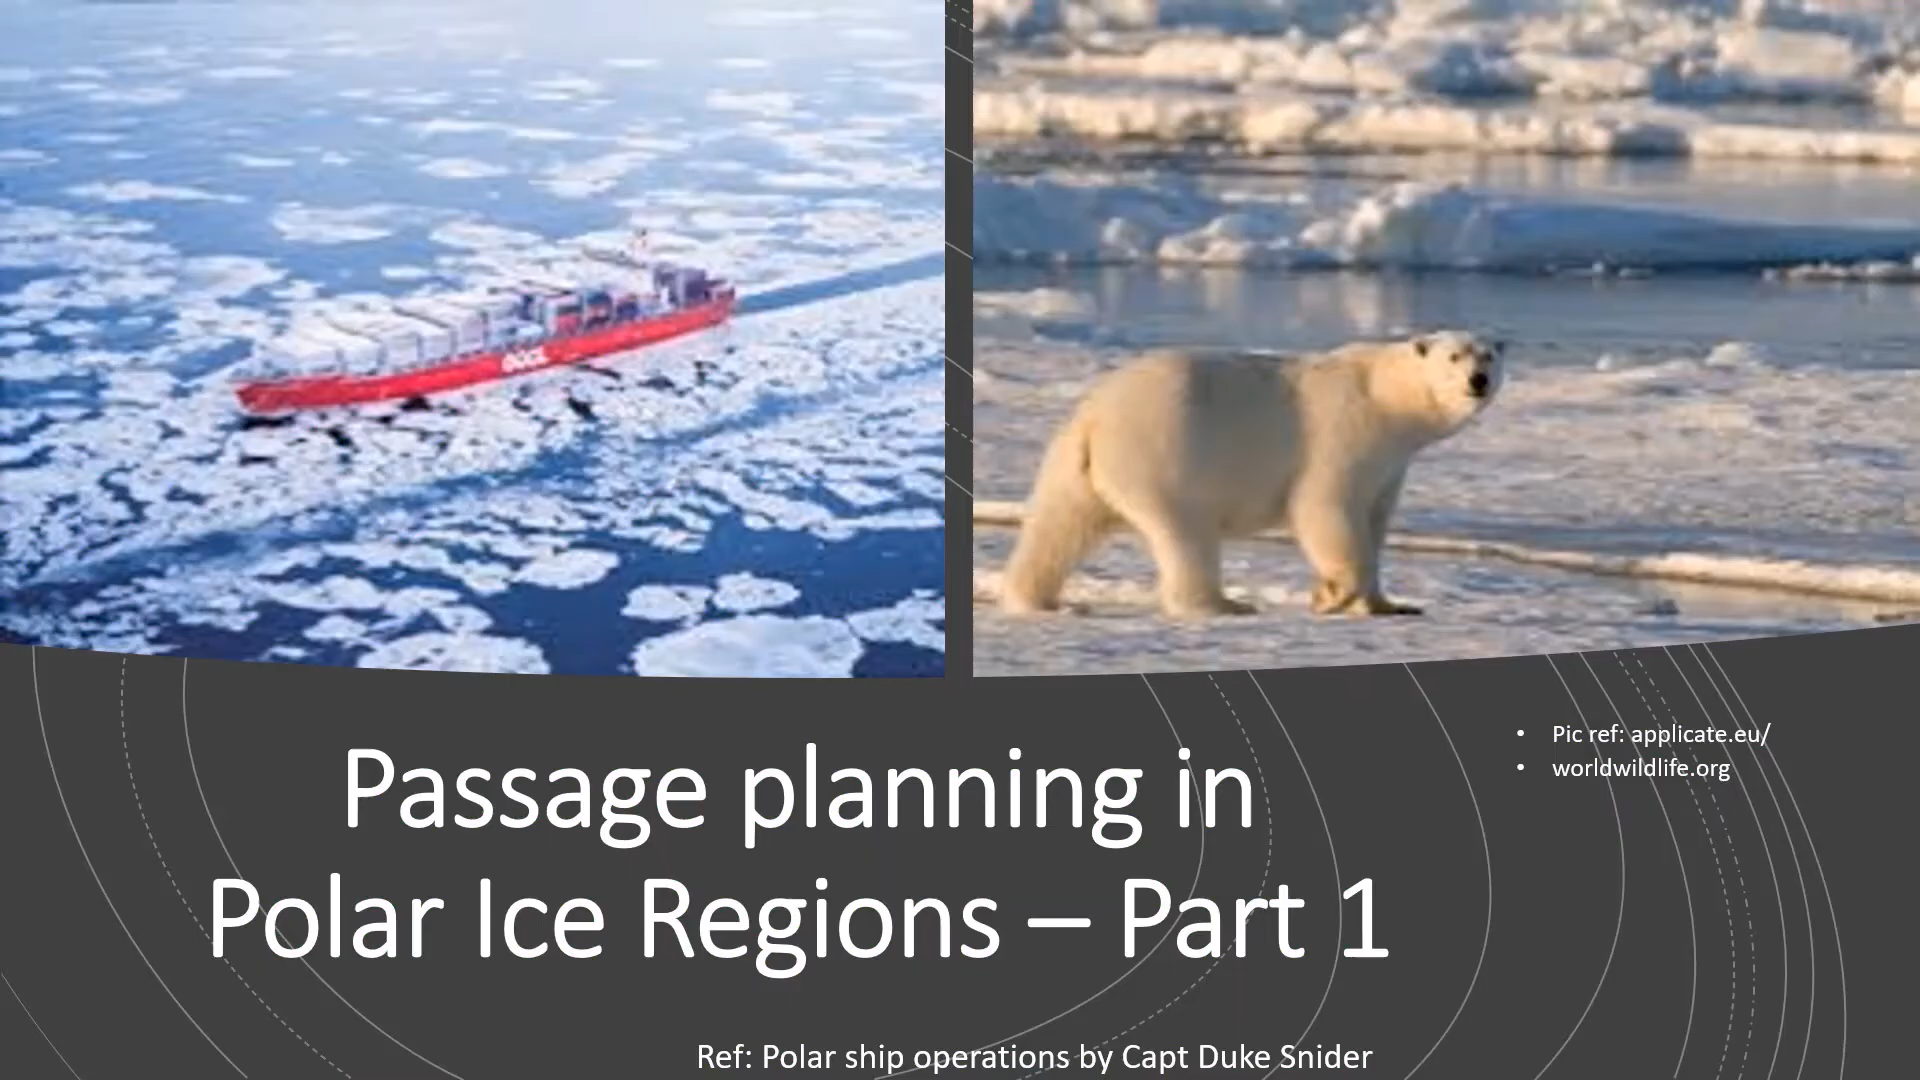 Passage planning in
Polar Ice Regions – Part 1
• Pic ref: applicate.eu/
• worldwildlife.org
Ref: Polar ship operations by Capt Duke Snider